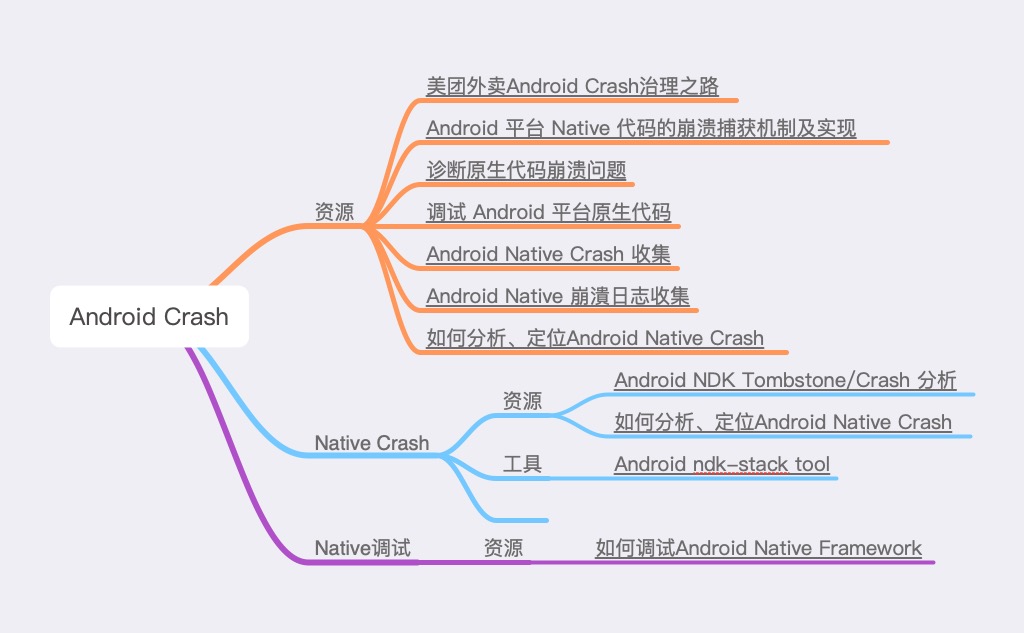 美团外卖Android Crash治理之路
Android 平台 Native 代码的崩溃捕获机制及实现
诊断原生代码崩溃问题
资源
调试 Android 平台原生代码
Android Native Crash 收集
Android Native 崩潰日志收集
Android Crash
如何分析、定位Android Native Crash
Android NDK Tombstone/Crash 分析
资源
如何分析、定位Android Native Crash
Native Crash
工具
Android ndk-stack tool
Native调试
资源
如何调试Android Native Framework